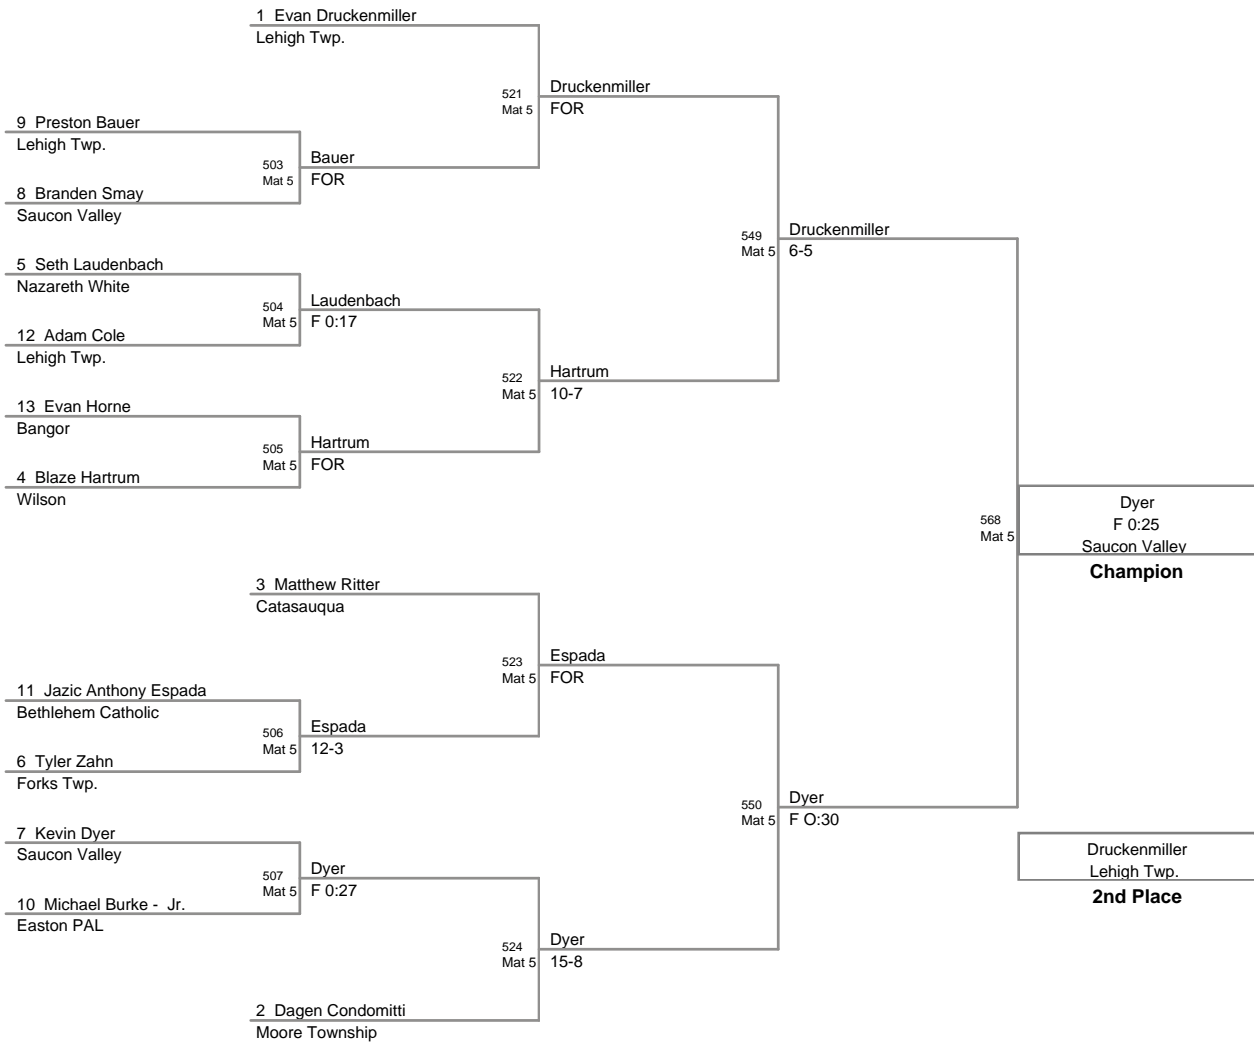 1 Evan Druckenmiller
Lehigh Twp.
521
Mat 5
Druckenmiller
FOR
9 Preston Bauer
Lehigh Twp.
503
Mat 5
Bauer
FOR
8 Branden Smay
Saucon Valley
549
Mat 5
Druckenmiller
6-5
5 Seth Laudenbach
Nazareth White
504
Mat 5
Laudenbach
F 0:17
12 Adam Cole
Lehigh Twp.
522
Mat 5
Hartrum
10-7
13 Evan Horne
Bangor
505
Mat 5
Hartrum
FOR
4 Blaze Hartrum
Wilson
568
Mat 5
Dyer
F 0:25
Saucon Valley
Champion
3 Matthew Ritter
Catasauqua
523
Mat 5
Espada
FOR
11 Jazic Anthony Espada
Bethlehem Catholic
506
Mat 5
Espada
12-3
6 Tyler Zahn
Forks Twp.
550
Mat 5
Dyer
F O:30
7 Kevin Dyer
Saucon Valley
507
Mat 5
Dyer
F 0:27
10 Michael Burke - Jr.
Easton PAL
Druckenmiller
Lehigh Twp.
2nd Place
524
Mat 5
Dyer
15-8
2 Dagen Condomitti
Moore Township